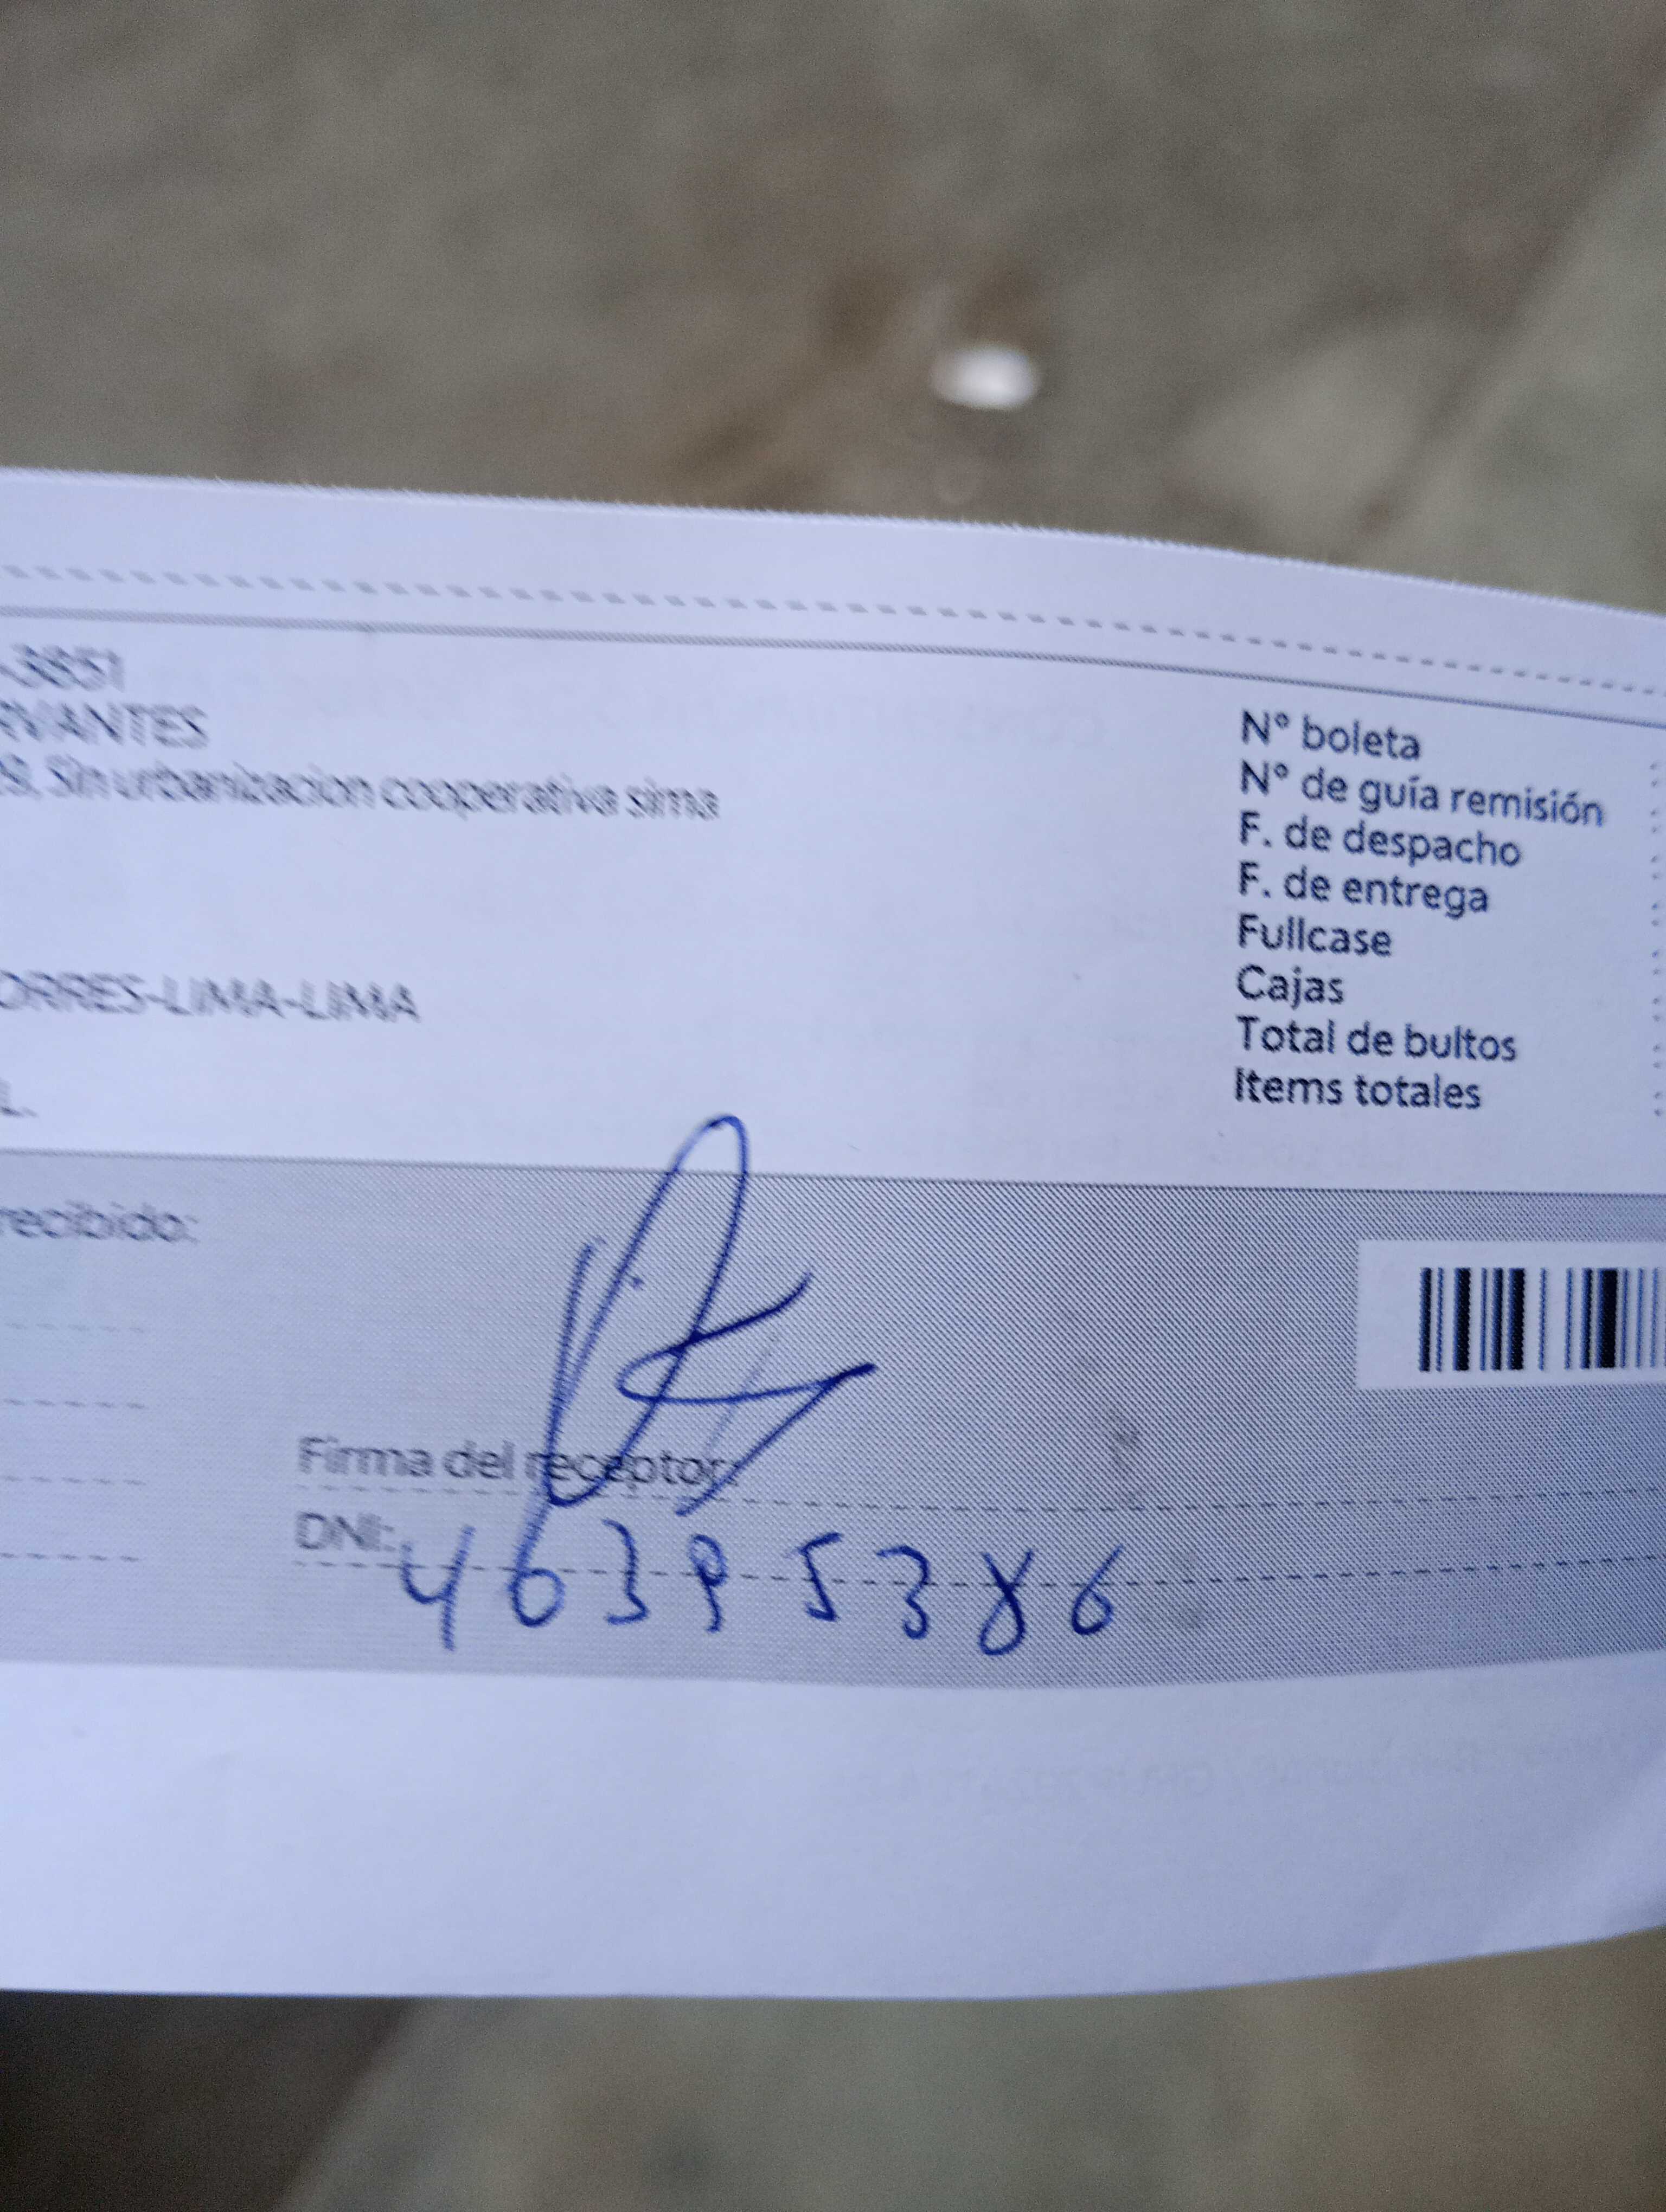 -3851
RVANTES
9, Sin urbanizacion cooperativa sima
ORRES-LIMA-LIMA
L.
N° boleta
N° de guía remisión
F. de despacho
F. de entrega
Fullcase
Cajas
Total de bultos
Items totales
recibido:
Firma del receptor:
DNI: 46395386